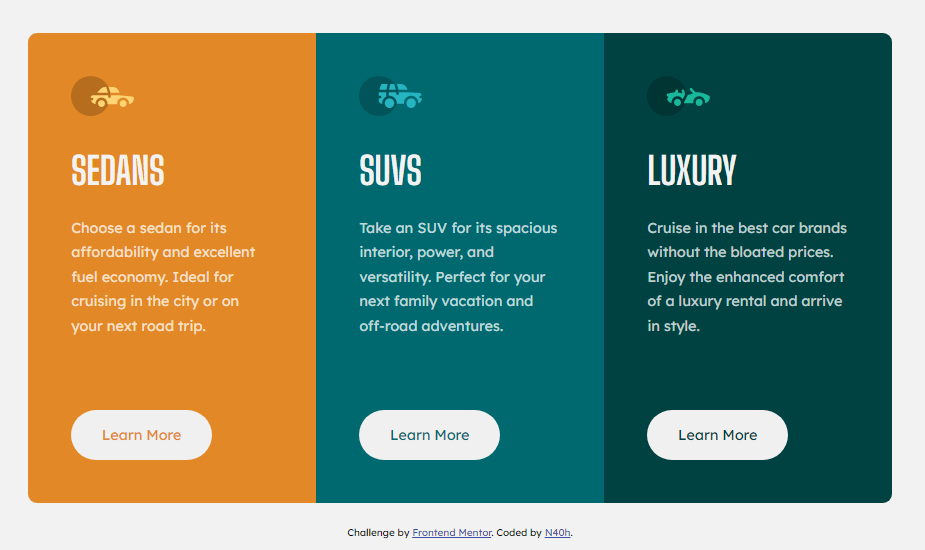 SEDANS
Choose a sedan for its
affordability and excellent
fuel economy. Ideal for
cruising in the city or on
your next road trip.
Learn More
SUVS
Take an SUV for its spacious
interior, power, and
versatility. Perfect for your
next family vacation and
off-road adventures.
Learn More
LUXURY
Cruise in the best car brands
without the bloated prices.
Enjoy the enhanced comfort
of a luxury rental and arrive
in style.
Learn More
Challenge by Frontend Mentor. Coded by N40h.